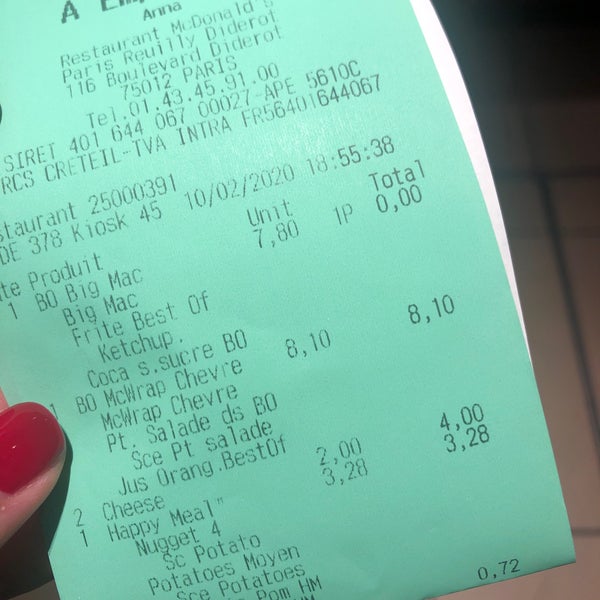 A
Anna
Restaurant McDonald's
Paris Reuilly Diderot
116 Boulevard Diderot
75012 PARIS
Tel.01.43.45.91.00
SIRET 401 644 067 00027-APE 5610C
RCS CRETEIL-TVA INTRA FR56401644067
staurant 25000391 10/02/2020 18:55:38
DE 378 Kiosk 45
te Produit Unit Total
1 BO Big Mac 7,80 1P 0,00
Big Mac
Frite Best Of
Ketchup.
Coca s.sucre BO
1 BO McWrap Chevre 8,10 8,10
McWrap Chevre
Pt. Salade ds BO
Sce Pt salade
Jus Orang.BestOf
2 Cheese 2,00 4,00
1 Happy Meal" 3,28 3,28
Nugget 4
Sc Potato
Potatoes Moyen
Sce Potatoes
Pom HM 0,72